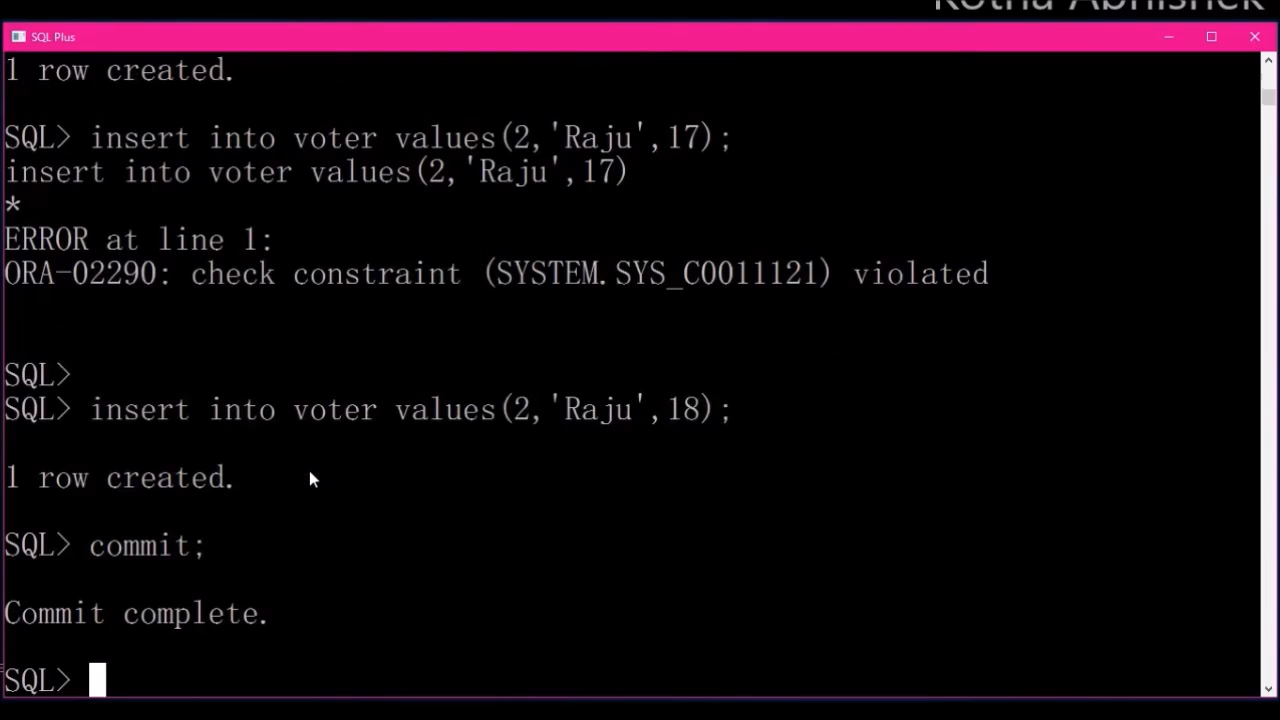 Kotha Abhishek
SQL Plus
1 row created.
SQL> insert into voter values(2,'Raju',17);
insert into voter values(2,'Raju',17)
*
ERROR at line 1:
ORA-02290: check constraint (SYSTEM.SYS_C0011121) violated
SQL>
SQL> insert into voter values(2,'Raju',18);
1 row created.
SQL> commit;
Commit complete.
SQL>